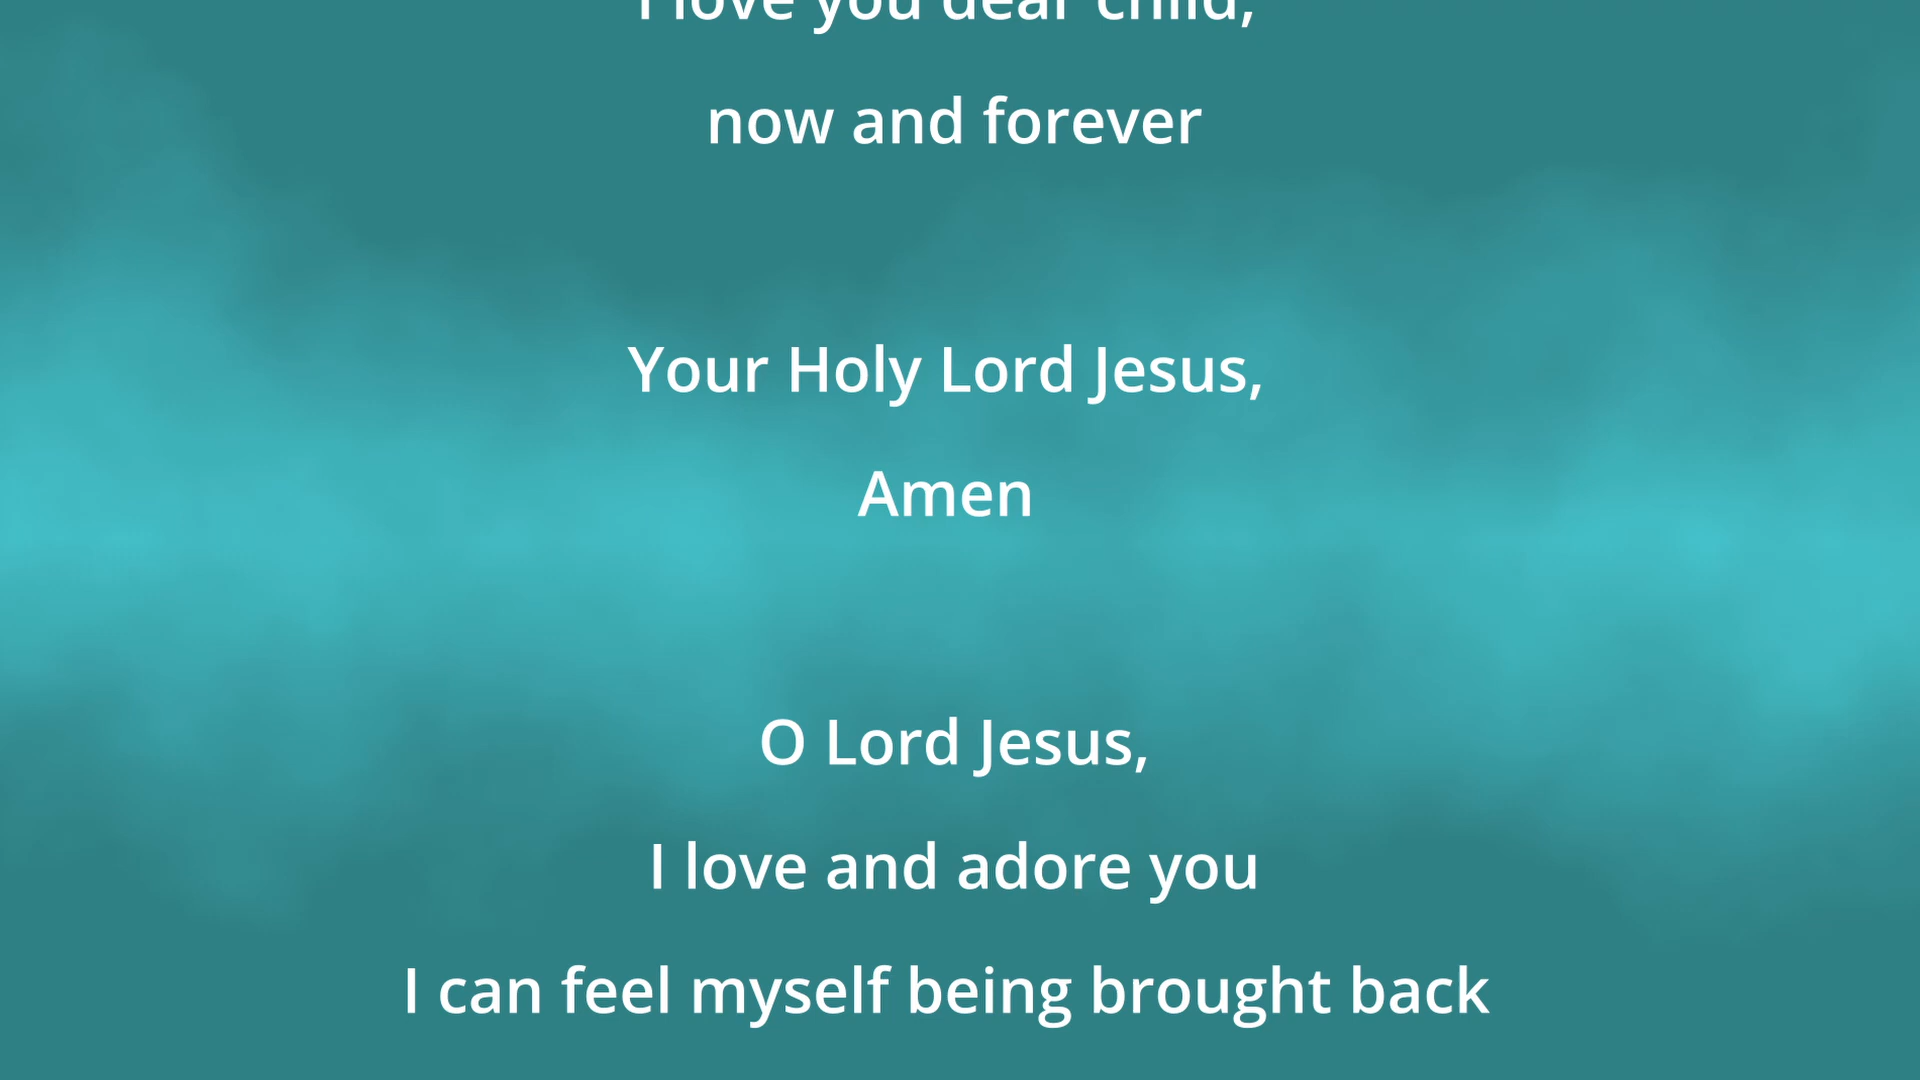 I love you dear child,
now and forever
Your Holy Lord Jesus,
Amen
O Lord Jesus,
I love and adore you
I can feel myself being brought back